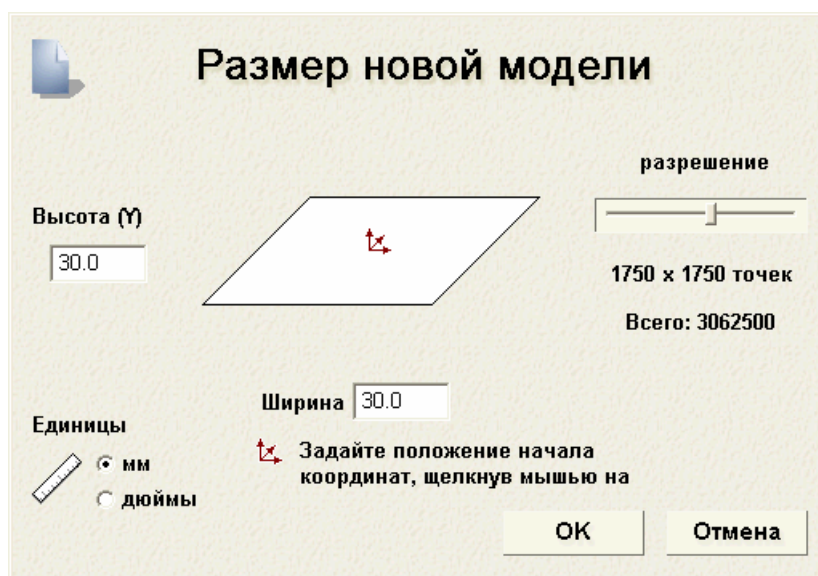 Размер новой модели
разрешение
Высота (Y)
30.0
1750 x 1750 точек
Всего: 3062500
Ширина 30.0
Единицы
мм
дюймы
Задайте положение начала
координат, щелкнув мышью на
OK
Отмена